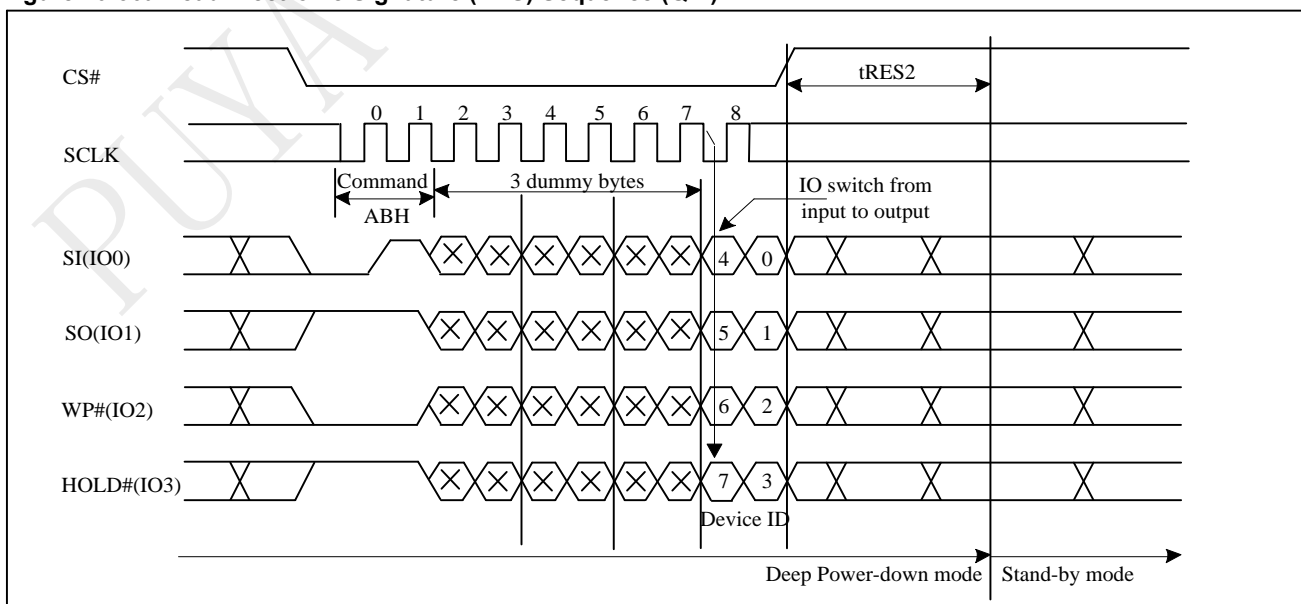 PUYA
CS#
tRES2
0 1 2 3 4 5 6 7 8
SCLK
Command
ABH
3 dummy bytes
IO switch from
input to output
SI(IO0)
4 0
SO(IO1)
5 1
WP#(IO2)
6 2
HOLD#(IO3)
7 3
Device ID
Deep Power-down mode
Stand-by mode